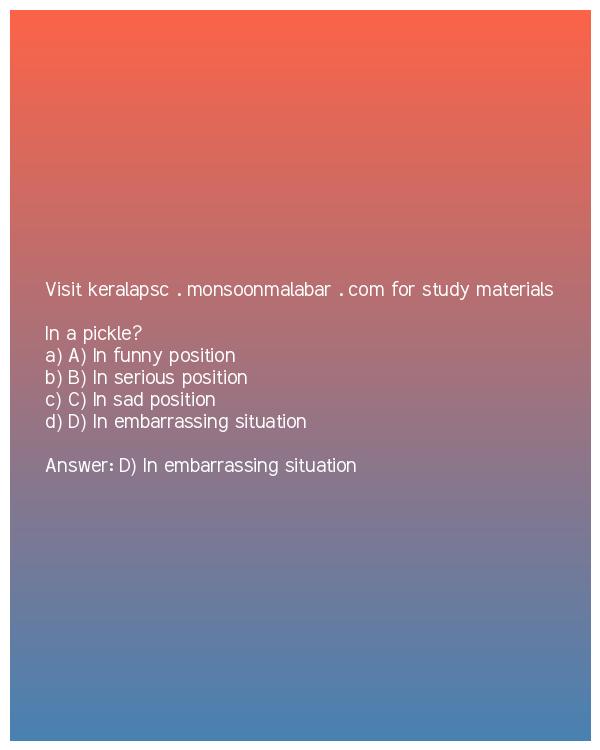 Visit keralapsc . monsoonmalabar . com for study materials
In a pickle?
a) A) In funny position
b) B) In serious position
c) C) In sad position
d) D) In embarrassing situation
Answer: D) In embarrassing situation